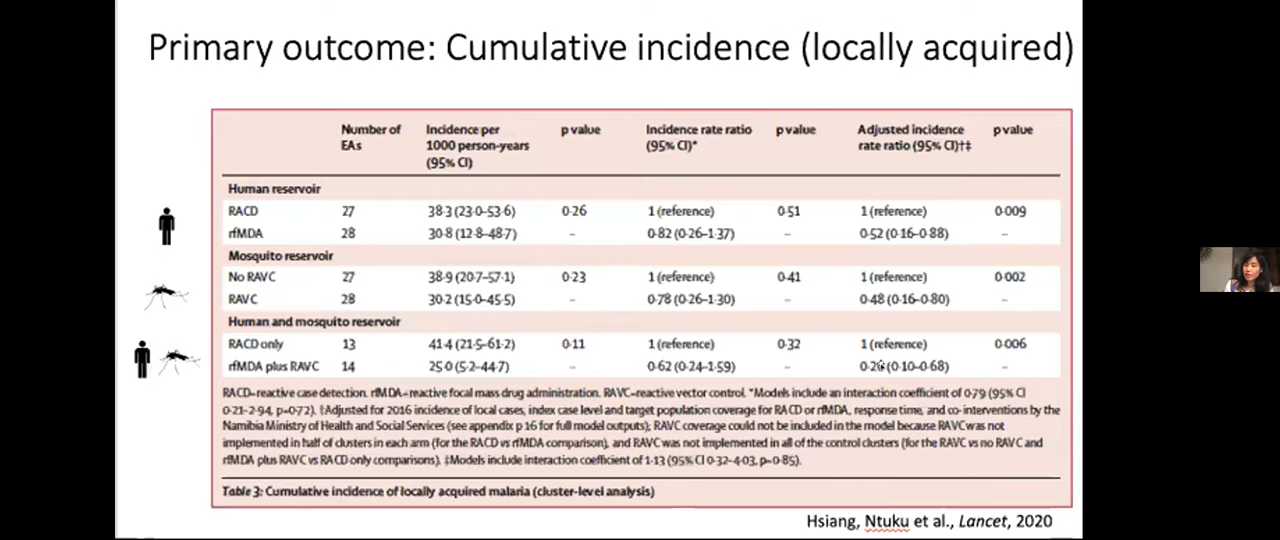 Primary outcome: Cumulative incidence (locally acquired)
Number of EAs Incidence per 1000 person-years (95% CI) p value Incidence rate ratio (95% CI)* p value Adjusted incidence rate ratio (95% CI)†‡ p value
Human reservoir
RACD 27 38·3 (23·0–53·6) 0·26 1 (reference) 0·51 1 (reference) 0·009
rfMDA 28 30·8 (12·8–48·7) – 0·82 (0·26–1·37) – 0·52 (0·16–0·88) –
Mosquito reservoir
No RAVC 27 38·9 (20·7–57·1) 0·23 1 (reference) 0·41 1 (reference) 0·002
RAVC 28 30·2 (15·0–45·5) – 0·78 (0·26–1·30) – 0·48 (0·16–0·80) –
Human and mosquito reservoir
RACD only 13 41·4 (21·5–61·2) 0·11 1 (reference) 0·32 1 (reference) 0·006
rfMDA plus RAVC 14 25·0 (5·2–44·7) – 0·62 (0·24–1·59) – (0·10–0·68) –
RACD=reactive case detection. rfMDA=reactive focal mass drug administration. RAVC=reactive vector control. *Models include an interaction coefficient of 0·79 (95% CI
0·21–2·94, p=0·72). †Adjusted for 2016 incidence of local cases, index case level and target population coverage for RACD or rfMDA, response time, and co-interventions by the
Namibia Ministry of Health and Social Services (see appendix p 16 for full model outputs); RAVC coverage could not be included in the model because RAVC was not
implemented in half of clusters in each arm (for the RACD vs rfMDA comparison), and RAVC was not implemented in all of the control clusters (for the RAVC vs no RAVC and
rfMDA plus RAVC vs RACD only comparisons). ‡Models include interaction coefficient of 1·13 (95% CI 0·32–4·03, p=0·85).
Table 3: Cumulative incidence of locally acquired malaria (cluster-level analysis)
Hsiang, Ntuku et al., Lancet, 2020